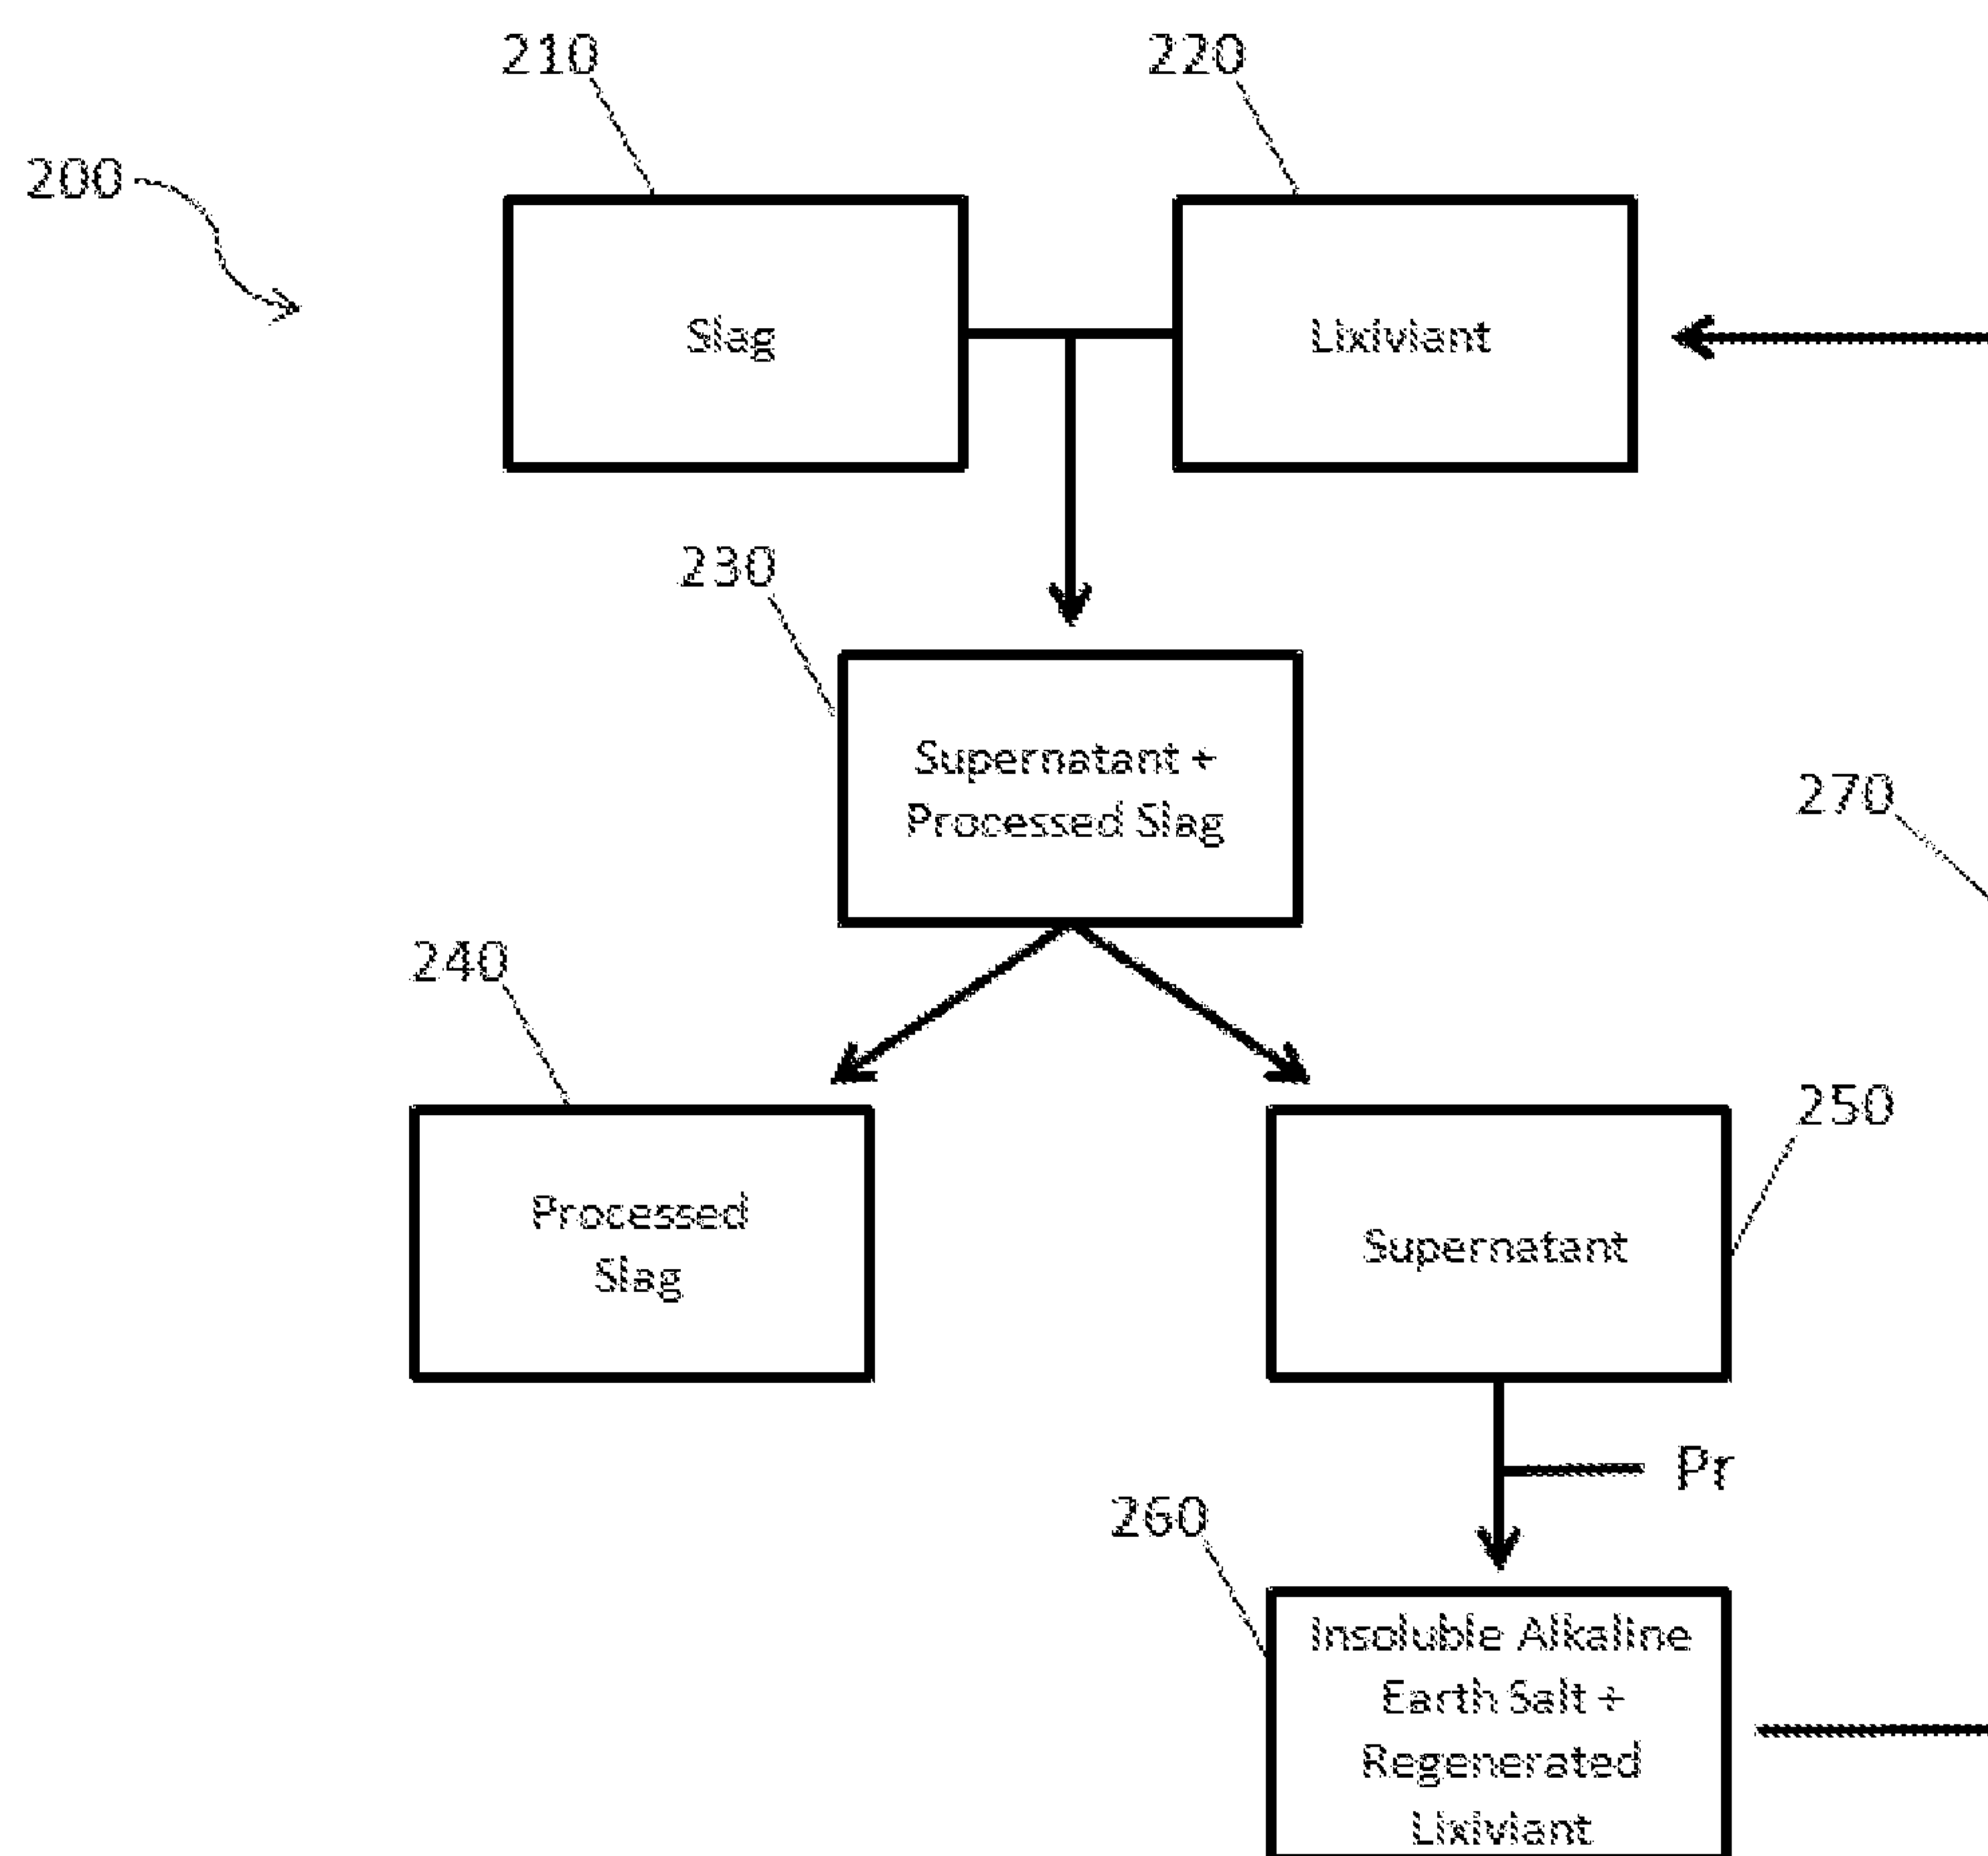 210
220
200
Slag
Lixiviant
230
Supernatant +
Processed Slag
270
240
250
Processed
Slag
Supernatant
Pr
260
Insoluble Alkaline
Earth Salt +
Regenerated
Lixiviant